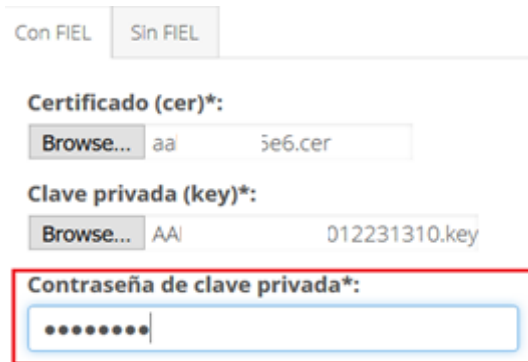 Con FIEL
Sin FIEL
Certificado (cer)*:
Browse... aa 5e6.cer
Clave privada (key)*:
Browse... AA 012231310.key
Contraseña de clave privada*:
••••••••